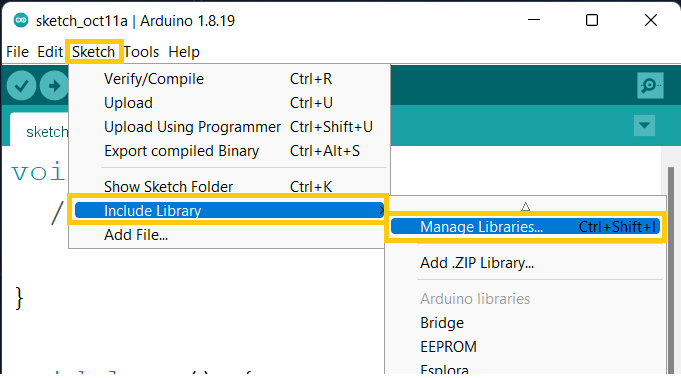 sketch_oct11a | Arduino 1.8.19
File Edit Sketch Tools Help
Verify/Compile Ctrl+R
Upload Ctrl+U
Upload Using Programmer Ctrl+Shift+U
Export compiled Binary Ctrl+Alt+S
sketch
Show Sketch Folder Ctrl+K
Include Library
Add File...
voi
/
}
Manage Libraries... Ctrl+Shift+I
Add .ZIP Library...
Arduino libraries
Bridge
EEPROM
Esplora